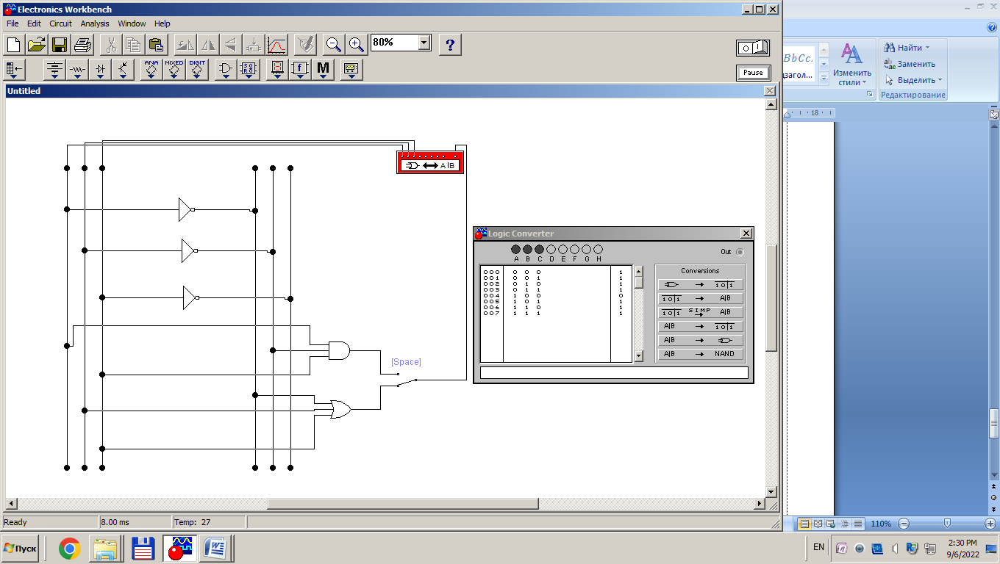 Electronics Workbench
File Edit Circuit Analysis Window Help
80%
ANA MIXED DIGIT
M
Pause
Untitled
A|B
[Space]
Logic Converter
A B C D E F G H
Out
000 0 0 0 1
001 0 0 1 1
002 0 1 0 1
003 0 1 1 1
004 1 0 0 0
005 1 0 1 1
006 1 1 0 1
007 1 1 1 1
Conversions
→ 1 0 | 1
1 0 | 1 → A|B
1 0 | 1 SIMP → A|B
A|B → 1 0 | 1
A|B →
A|B → NAND
Ready 8.00 ms Temp: 27
Найти
Заменить
Выделить
Редактирование
Изменить
стили
18
110%
Пуск
EN
2:30 PM
9/6/2022